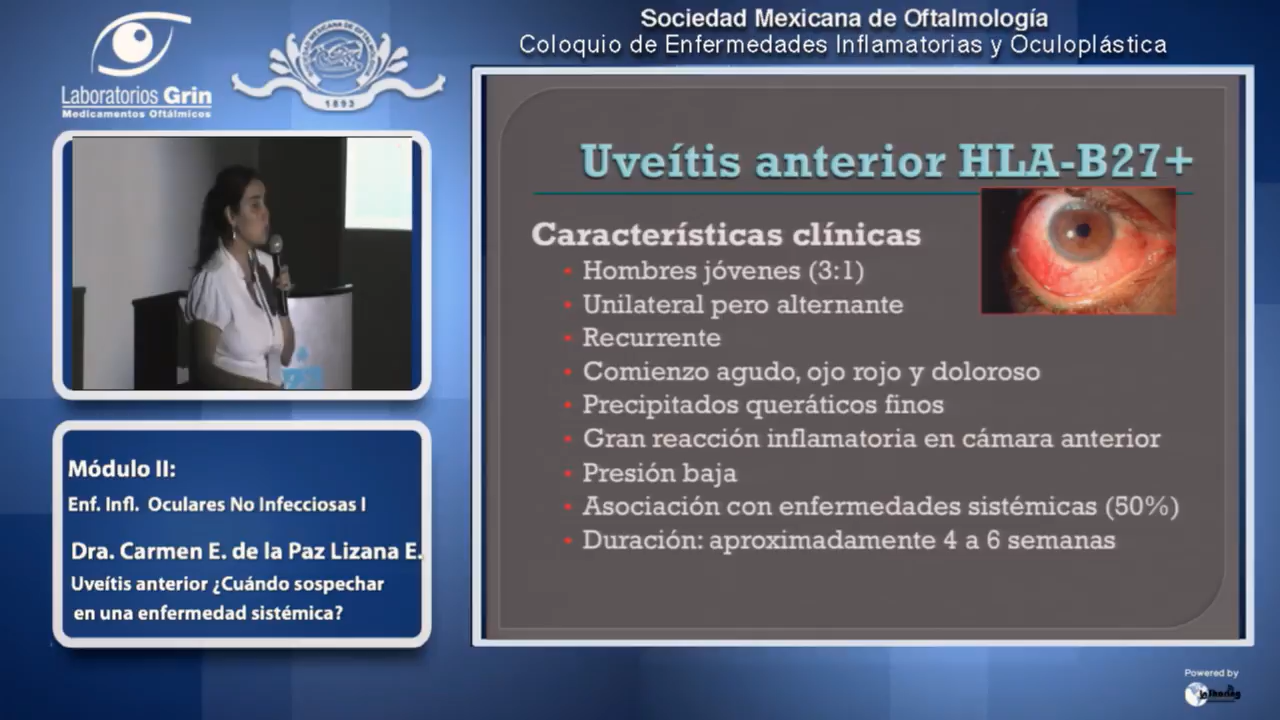 Sociedad Mexicana de Oftalmología
Coloquio de Enfermedades Inflamatorias y Oculoplástica
Laboratorios Grin
Medicamentos Oftálmicos
1893
Uveítis anterior HLA-B27+
Características clínicas
• Hombres jóvenes (3:1)
• Unilateral pero alternante
• Recurrente
• Comienzo agudo, ojo rojo y doloroso
• Precipitados queráticos finos
• Gran reacción inflamatoria en cámara anterior
• Presión baja
• Asociación con enfermedades sistémicas (50%)
• Duración: aproximadamente 4 a 6 semanas
Módulo II:
Enf. Infl. Oculares No Infecciosas I
Dra. Carmen E. de la Paz Lizana E.
Uveítis anterior ¿Cuándo sospechar
en una enfermedad sistémica?
Powered by